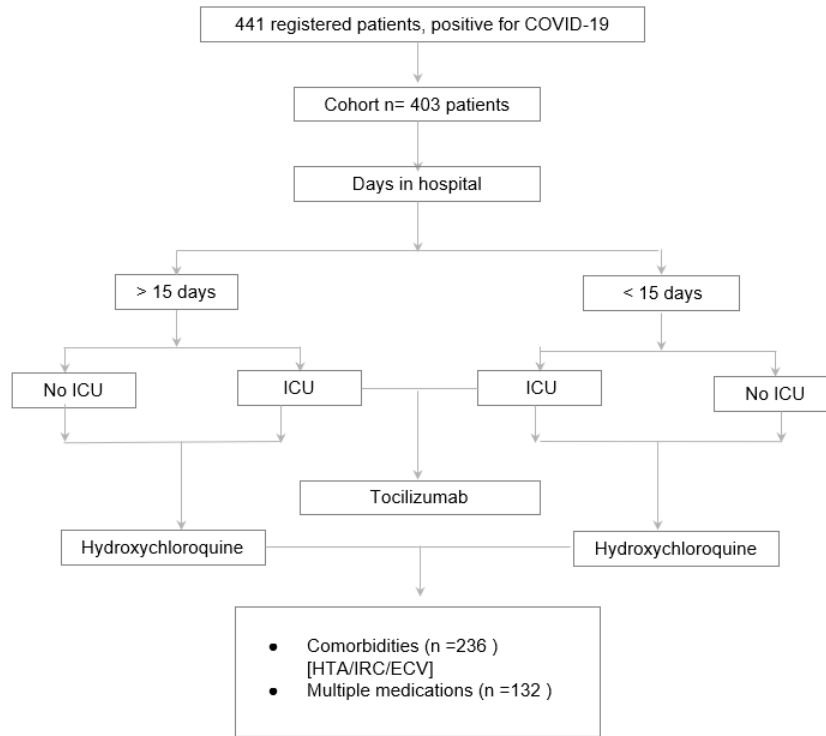 441 registered patients, positive for COVID-19
Cohort n= 403 patients
Days in hospital
> 15 days
< 15 days
No ICU
ICU
ICU
No ICU
Tocilizumab
Hydroxychloroquine
Hydroxychloroquine
● Comorbidities (n =236 )
[HTA/IRC/ECV]
● Multiple medications (n =132 )